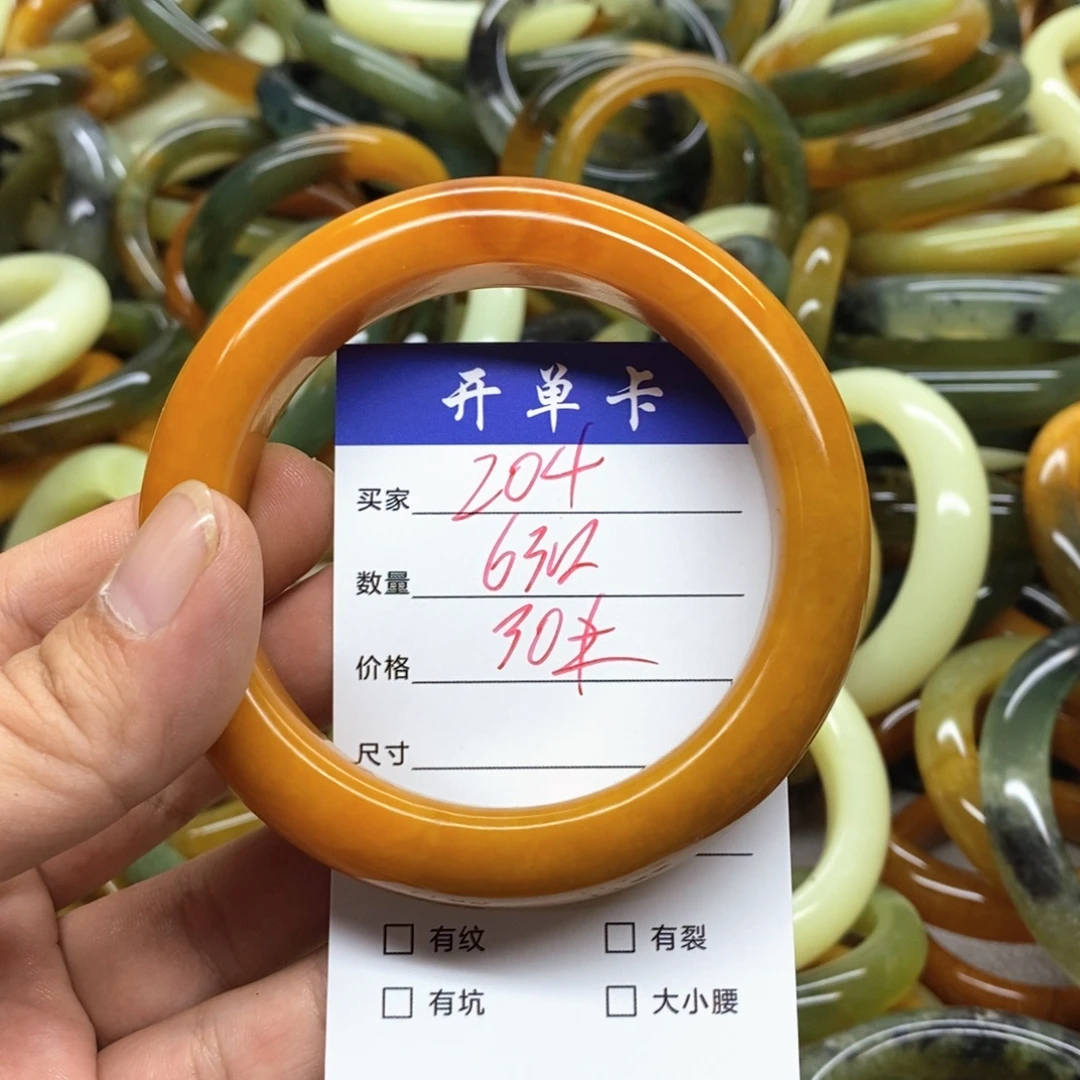 开单卡
买家 204
数量
价格 30
尺寸
有纹 有裂
有坑 大小腰